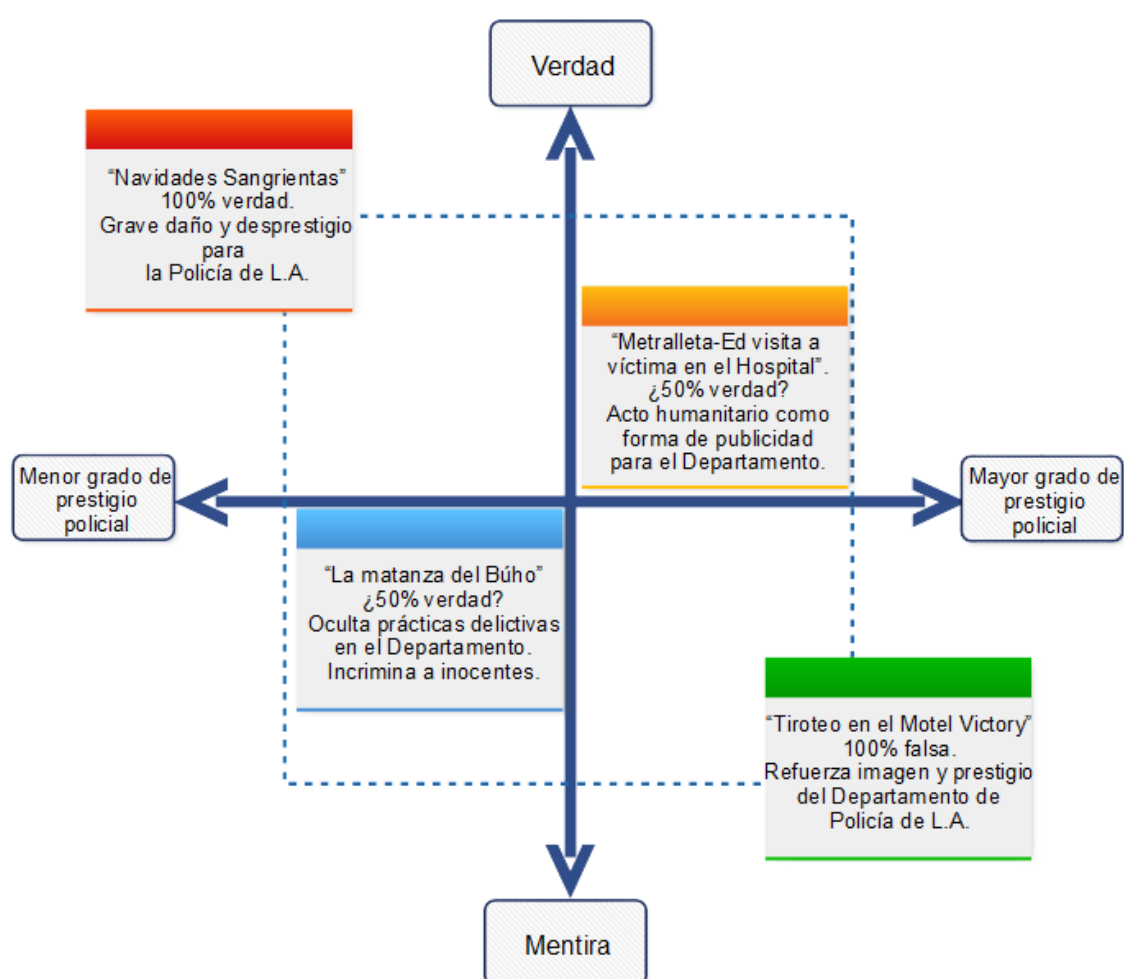 Verdad
“Navidades Sangrientas”
100% verdad.
Grave daño y desprestigio
para
la Policía de L.A.
“Metralleta-Ed visita a
víctima en el Hospital”.
¿50% verdad?
Acto humanitario como
forma de publicidad
para el Departamento.
Menor grado de
prestigio
policial
Mayor grado de
prestigio
policial
“La matanza del Búho”
¿50% verdad?
Oculta prácticas delictivas
en el Departamento.
Incrimina a inocentes.
“Tiroteo en el Motel Victory”
100% falsa.
Refuerza imagen y prestigio
del Departamento de
Policía de L.A.
Mentira